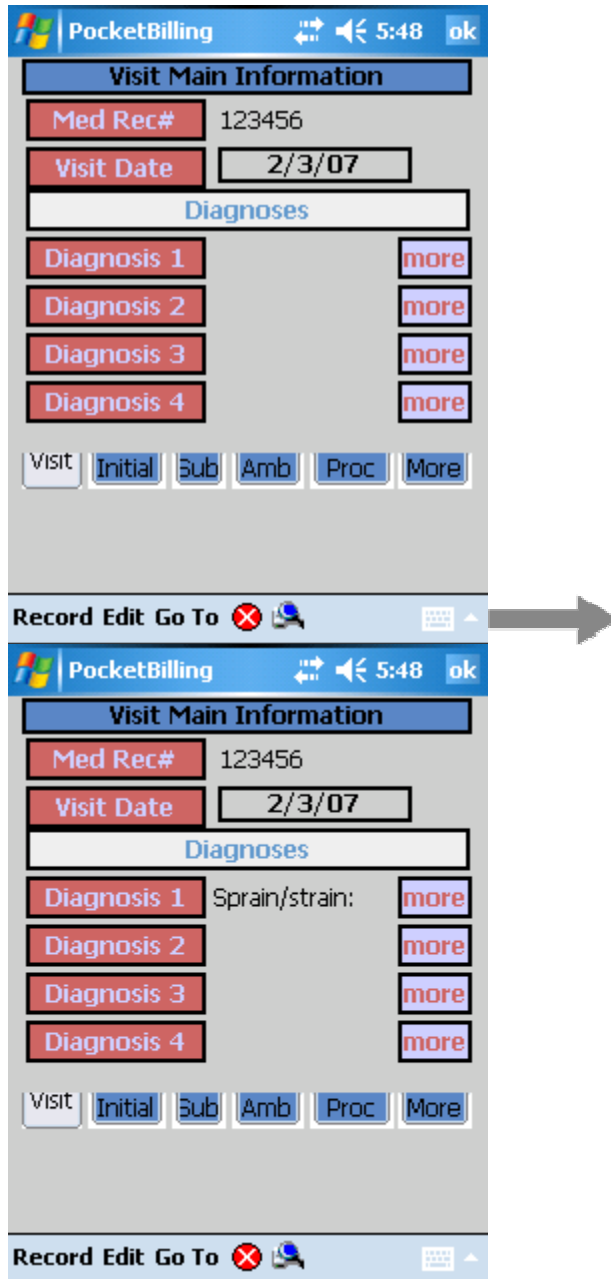 PocketBilling 5:48 ok
Visit Main Information
Med Rec# 123456
Visit Date 2/3/07
Diagnoses
Diagnosis 1 more
Diagnosis 2 more
Diagnosis 3 more
Diagnosis 4 more
Visit Initial Sub Amb Proc More
Record Edit Go To
PocketBilling 5:48 ok
Visit Main Information
Med Rec# 123456
Visit Date 2/3/07
Diagnoses
Diagnosis 1 Sprain/strain: more
Diagnosis 2 more
Diagnosis 3 more
Diagnosis 4 more
Visit Initial Sub Amb Proc More
Record Edit Go To